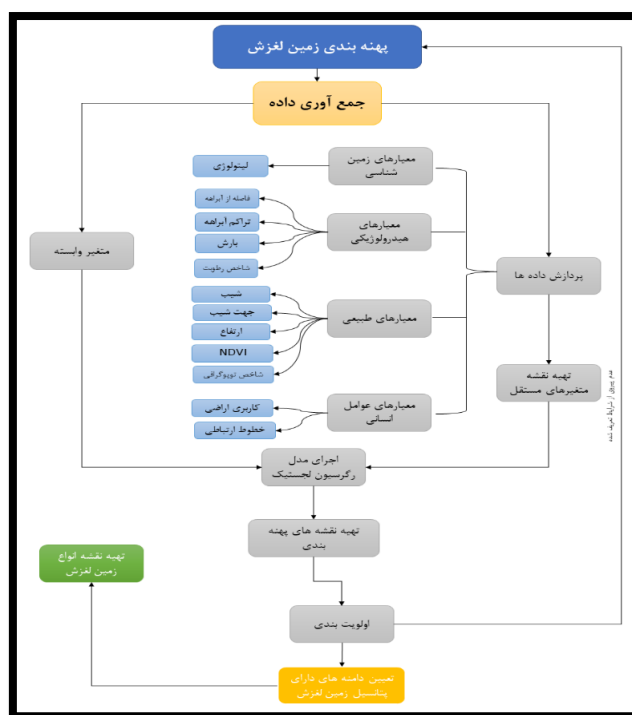 پهنه بندی زمین لغزش
جمع آوری داده
معیارهای زمین
شناسی
لیتولوژی
معیارهای
هیدرولوژیکی
فاصله از آبراهه
تراکم آبراهه
بارش
شاخص رطوبت
متغیر وابسته
پردازش داده ها
معیارهای طبیعی
شیب
جهت شیب
ارتفاع
NDVI
شاخص توپوگرافی
تهیه نقشه
متغیرهای مستقل
معیارهای عوامل
انسانی
کاربری اراضی
خطوط ارتباطی
عدم پیروی از شرایط تعریف شده
اجرای مدل
رگرسیون لجستیک
تهیه نقشه های پهنه
بندی
تهیه نقشه انواع
زمین لغزش
اولویت بندی
تعیین دامنه های دارای
پتانسیل زمین لغزش